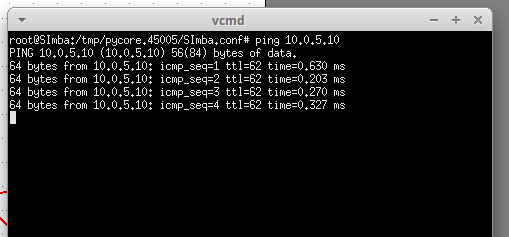 vcmd
root@SImba:/tmp/pycore.45005/SImba.conf# ping 10.0.5.10
PING 10.0.5.10 (10.0.5.10) 56(84) bytes of data.
64 bytes from 10.0.5.10: icmp_seq=1 ttl=62 time=0.630 ms
64 bytes from 10.0.5.10: icmp_seq=2 ttl=62 time=0.203 ms
64 bytes from 10.0.5.10: icmp_seq=3 ttl=62 time=0.270 ms
64 bytes from 10.0.5.10: icmp_seq=4 ttl=62 time=0.327 ms